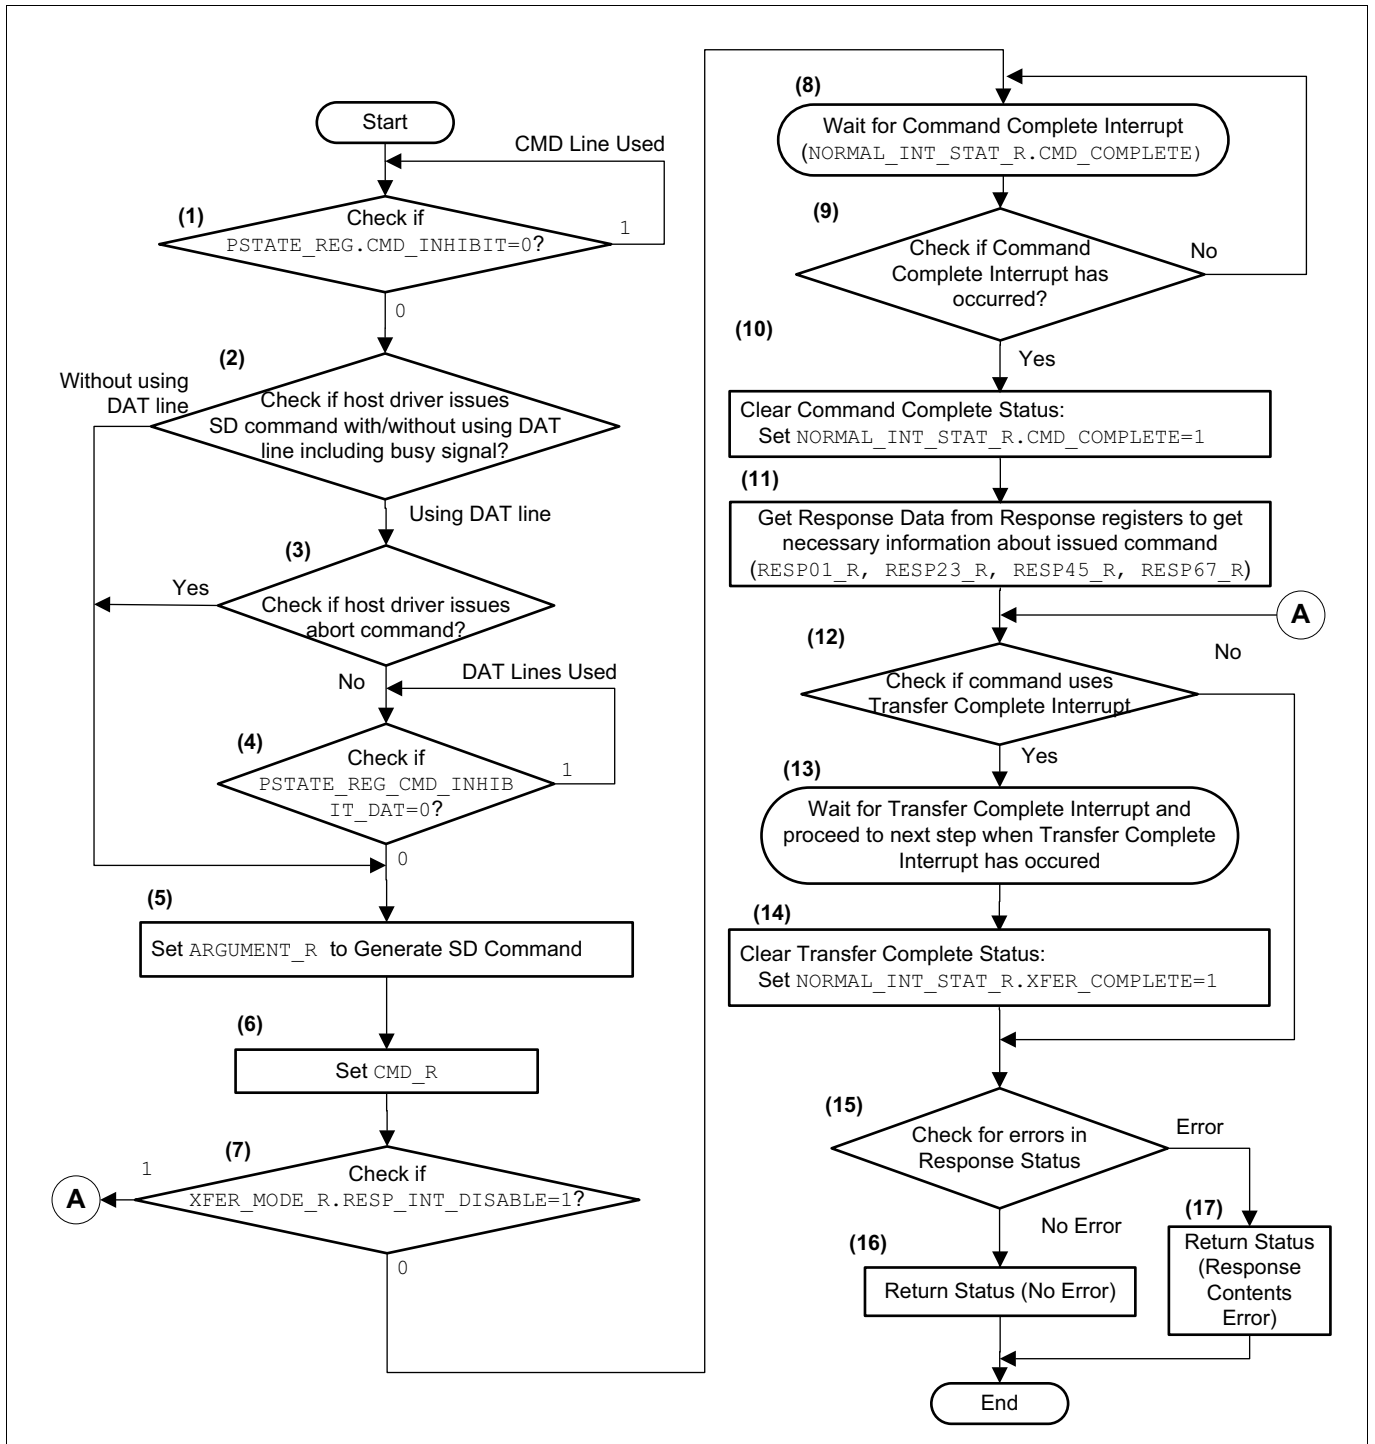 Start
CMD Line Used
(1)
Check if
PSTATE_REG.CMD_INHIBIT=0?
1
0
(2)
Without using
DAT line
Check if host driver issues
SD command with/without using DAT
line including busy signal?
Using DAT line
(3)
Yes
Check if host driver issues
abort command?
No
DAT Lines Used
(4)
Check if
PSTATE_REG_CMD_INHIB
IT_DAT=0?
1
0
(5)
Set ARGUMENT_R to Generate SD Command
(6)
Set CMD_R
(7)
1
Check if
XFER_MODE_R.RESP_INT_DISABLE=1?
A
0
(8)
Wait for Command Complete Interrupt
(NORMAL_INT_STAT_R.CMD_COMPLETE)
(9)
Check if Command
Complete Interrupt has
occurred?
No
(10)
Yes
Clear Command Complete Status:
Set NORMAL_INT_STAT_R.CMD_COMPLETE=1
(11)
Get Response Data from Response registers to get
necessary information about issued command
(RESP01_R, RESP23_R, RESP45_R, RESP67_R)
A
(12)
No
Check if command uses
Transfer Complete Interrupt
Yes
(13)
Wait for Transfer Complete Interrupt and
proceed to next step when Transfer Complete
Interrupt has occured
(14)
Clear Transfer Complete Status:
Set NORMAL_INT_STAT_R.XFER_COMPLETE=1
(15)
Check for errors in
Response Status
Error
No Error
(16)
Return Status (No Error)
(17)
Return Status
(Response
Contents
Error)
End